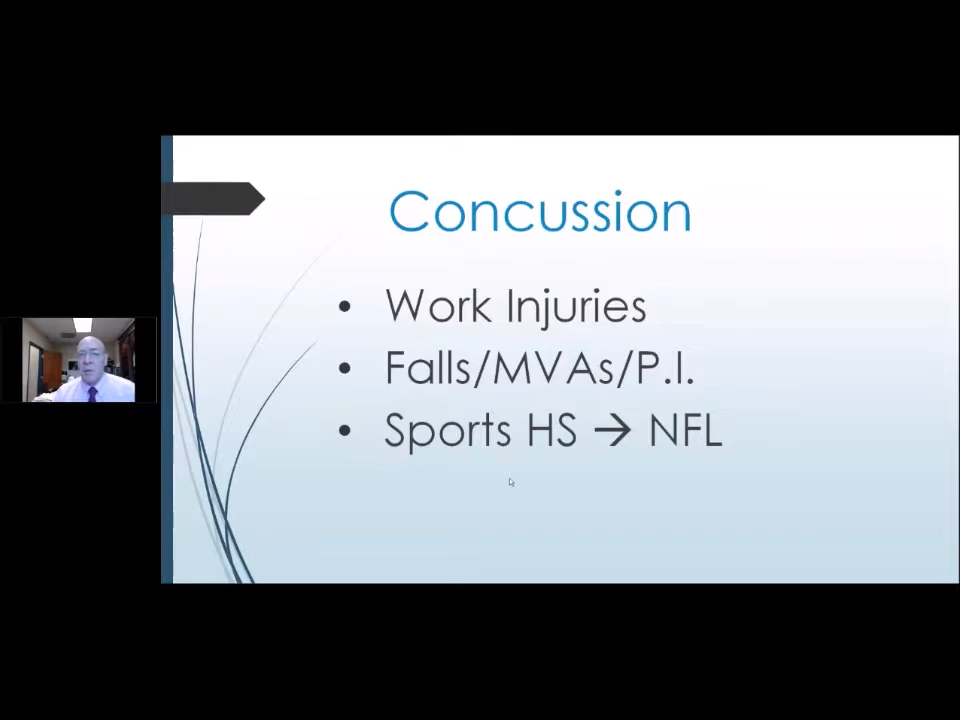 Concussion
• Work Injuries
• Falls/MVAs/P.I.
• Sports HS → NFL